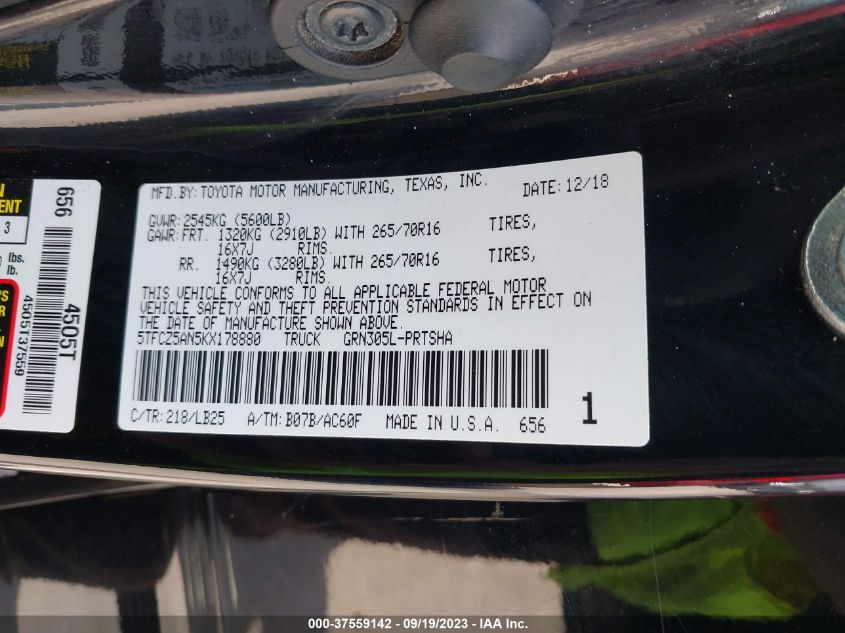 MFD.BY: TOYOTA MOTOR MANUFACTURING, TEXAS, INC. DATE: 12/18
GVWR: 2545KG (5600LB)
GAWR: FRT. 1320KG (2910LB) WITH 265/70R16 TIRES,
16X7J RIMS.
RR. 1490KG (3280LB) WITH 265/70R16 TIRES,
16X7J RIMS.
THIS VEHICLE CONFORMS TO ALL APPLICABLE FEDERAL MOTOR
VEHICLE SAFETY AND THEFT PREVENTION STANDARDS IN EFFECT ON
THE DATE OF MANUFACTURE SHOWN ABOVE.
5TFCZ5AN5KX178880 TRUCK GRN305L-PRTSHA
C/TR: 218/LB25 A/TM: B07B/AC60F MADE IN U.S.A. 656 1
3
lbs.
lb.
656
4505T
4505137559
000-37559142 - 09/19/2023 - IAA Inc.